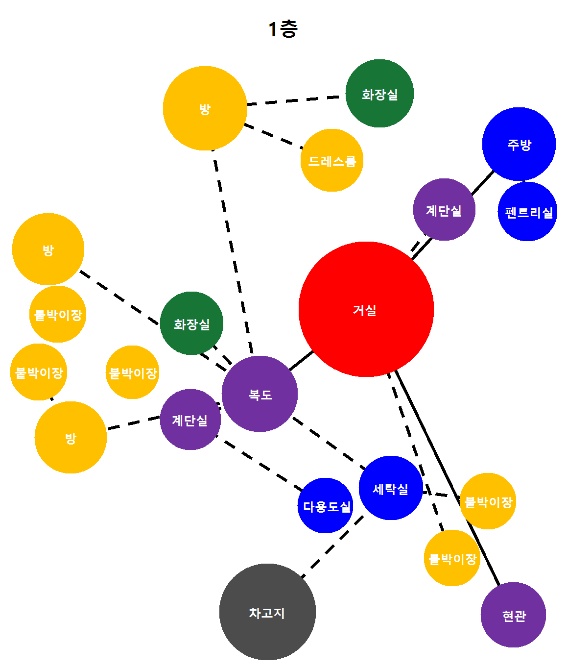 1층
방
화장실
드레스룸
주방
계단실
펜트리실
방
붙박이장
화장실
거실
붙박이장
붙박이장
복도
계단실
방
세탁실
다용도실
붙박이장
붙박이장
차고지
현관